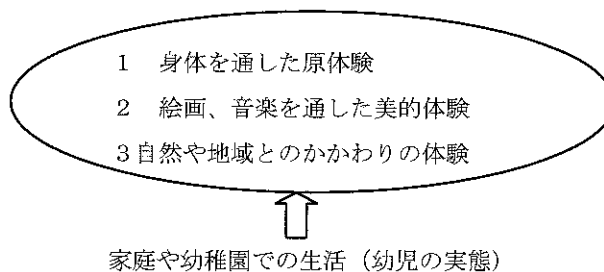 1　身体を通した原体験
2　絵画、音楽を通した美的体験
3自然や地域とのかかわりの体験
家庭や幼稚園での生活（幼児の実態）